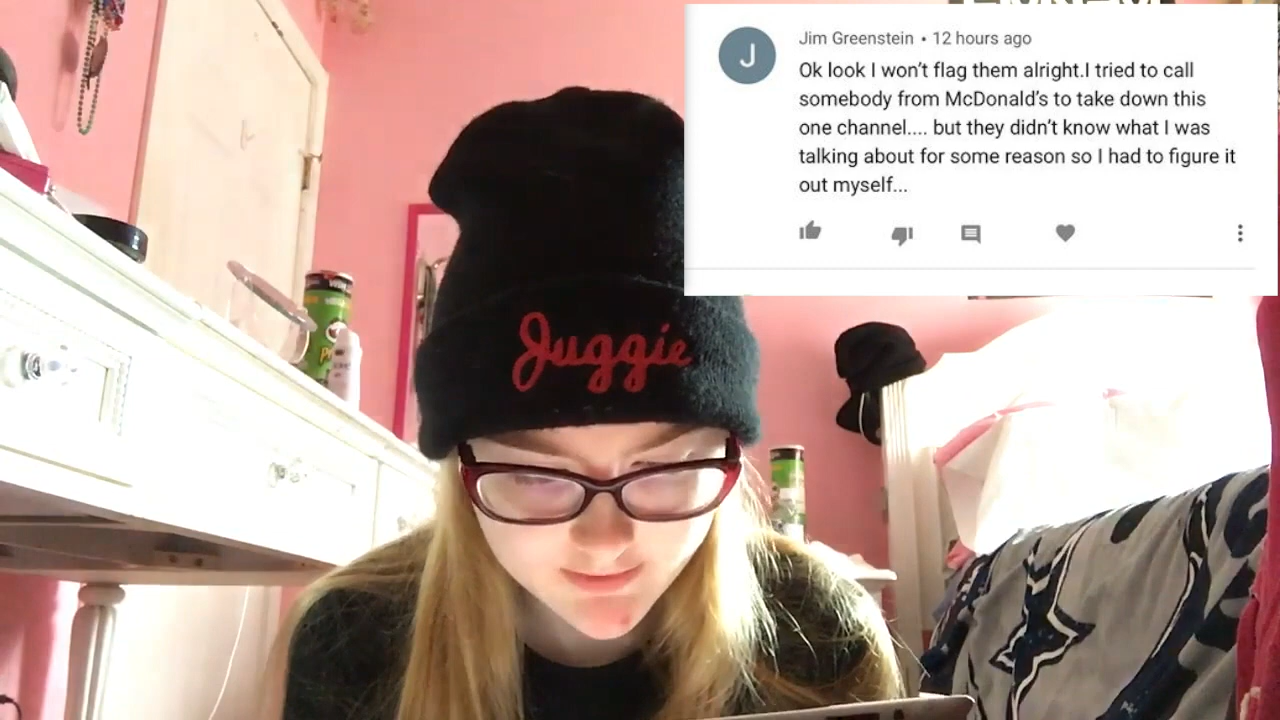 J
Jim Greenstein • 12 hours ago
Ok look I won’t flag them alright.I tried to call
somebody from McDonald’s to take down this
one channel.... but they didn’t know what I was
talking about for some reason so I had to figure it
out myself...
Juggie